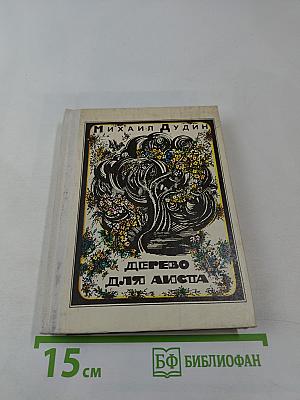 Михаил Дудин
ДЕРЕВО
ДЛЯ АИСТА
15 см
БФ БИБЛИОФАН